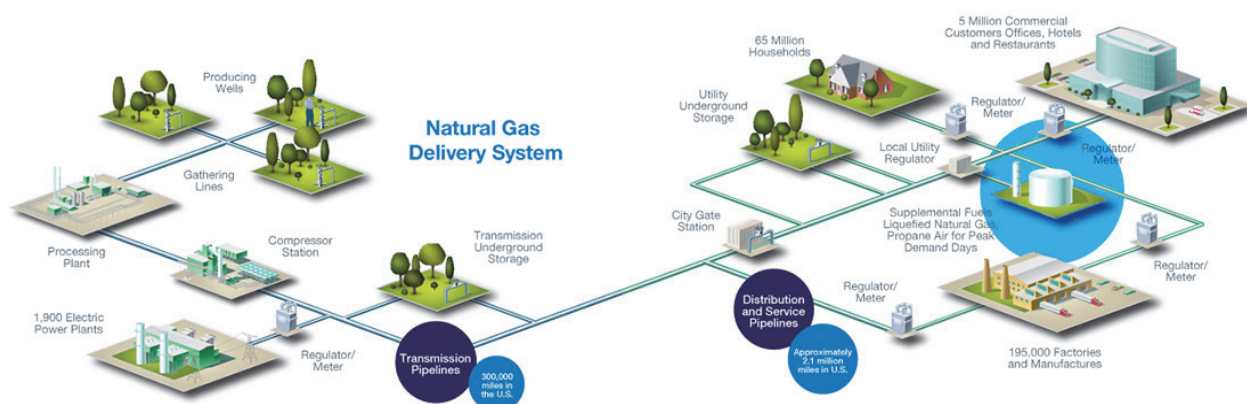 Producing
Wells
Natural Gas
Delivery System
Gathering
Lines
Processing
Plant
Compressor
Station
Transmission
Underground
Storage
1,900 Electric
Power Plants
Regulator/
Meter
Transmission
Pipelines
300,000
miles in
the U.S.
65 Million
Households
5 Million Commercial
Customers Offices, Hotels
and Restaurants
Utility
Underground
Storage
Regulator/
Meter
Local Utility
Regulator
Regulator/
Meter
City Gate
Station
Supplemental Fuels
Liquefied Natural Gas,
Propane Air for Peak
Demand Days
Regulator/
Meter
Distribution
and Service
Pipelines
Approximately
2.1 million
miles in U.S.
Regulator/
Meter
195,000 Factories
and Manufactures